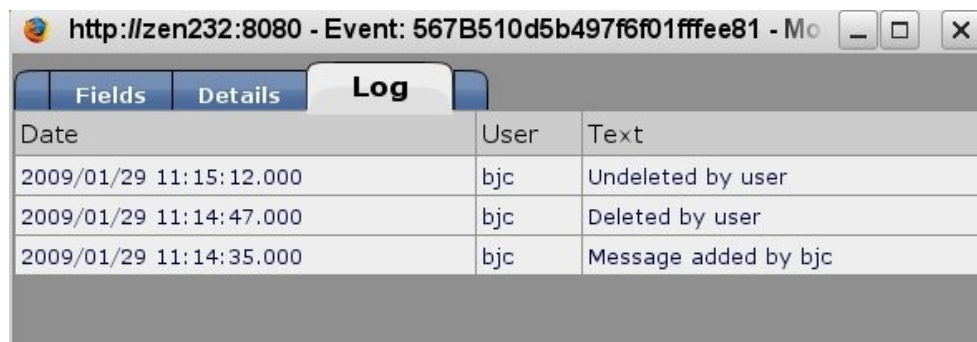 http://zen232:8080 - Event: 567B510d5b497f6f01fffee81 - Mo
Fields Details Log
Date User Text
2009/01/29 11:15:12.000 bjc Undeleted by user
2009/01/29 11:14:47.000 bjc Deleted by user
2009/01/29 11:14:35.000 bjc Message added by bjc